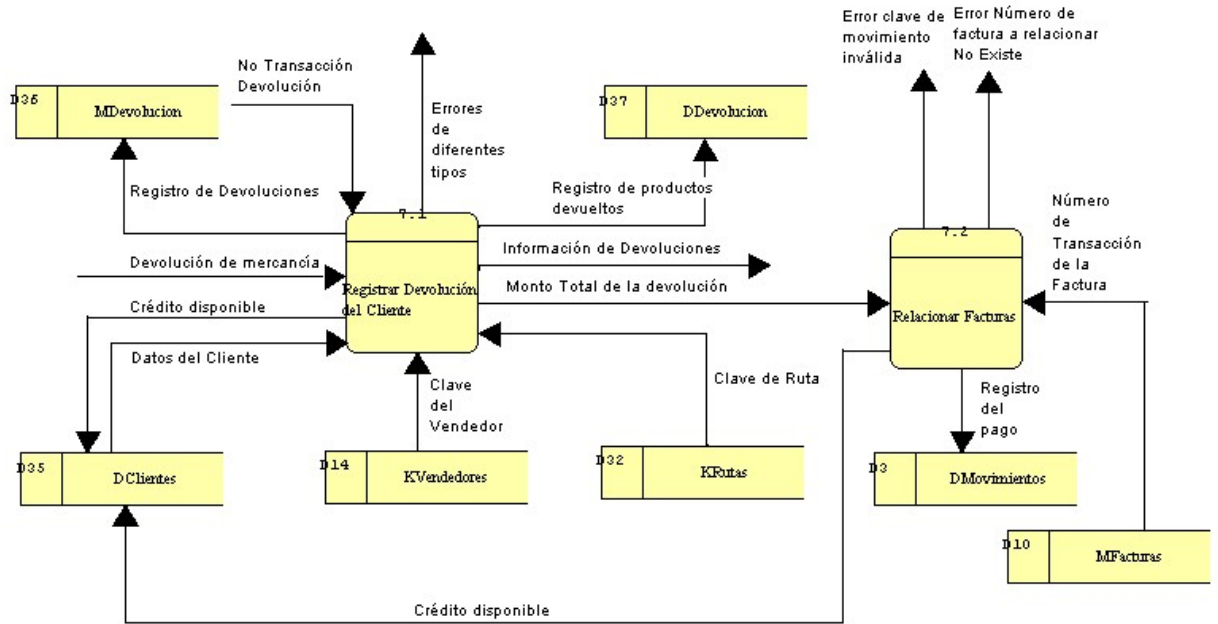 Error clave de
movimiento
inválida
Error Número de
factura a relacionar
No Existe
No Transacción
Devolución
D36
MDevolucion
Errores
de
diferentes
tipos
D37
DDevolucion
Registro de Devoluciones
Registro de productos
devueltos
Número
de
Transacción
de la
Factura
7.1
7.2
Información de Devoluciones
Devolución de mercancía
Registrar Devolución
del Cliente
Monto Total de la devolución
Relacionar Facturas
Crédito disponible
Datos del Cliente
Clave
del
Vendedor
Clave de Ruta
Registro
del
pago
D35
DClientes
D14
KVendedores
D32
KRutas
D3
DMovimientos
D10
MFacturas
Crédito disponible